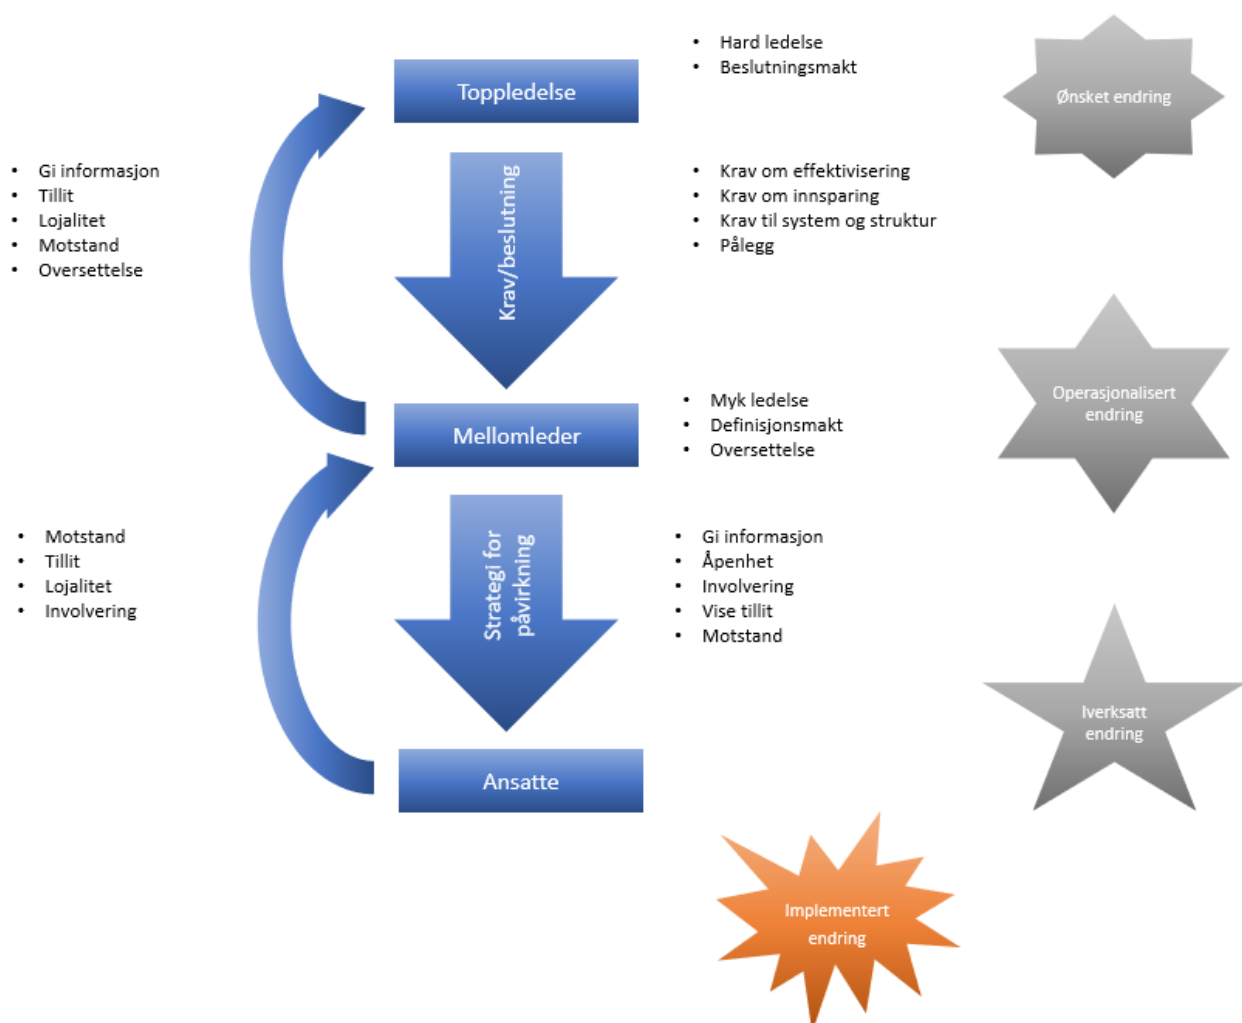 Toppledelse
• Hard ledelse
• Beslutningsmakt
Ønsket endring
• Gi informasjon
• Tillit
• Lojalitet
• Motstand
• Oversettelse
Krav/beslutning
• Krav om effektivisering
• Krav om innsparing
• Krav til system og struktur
• Pålegg
Mellomleder
• Myk ledelse
• Definisjonsmakt
• Oversettelse
Operasjonalisert
endring
• Motstand
• Tillit
• Lojalitet
• Involvering
Strategi for
påvirkning
• Gi informasjon
• Åpenhet
• Involvering
• Vise tillit
• Motstand
Iverksatt
endring
Ansatte
Implementert
endring